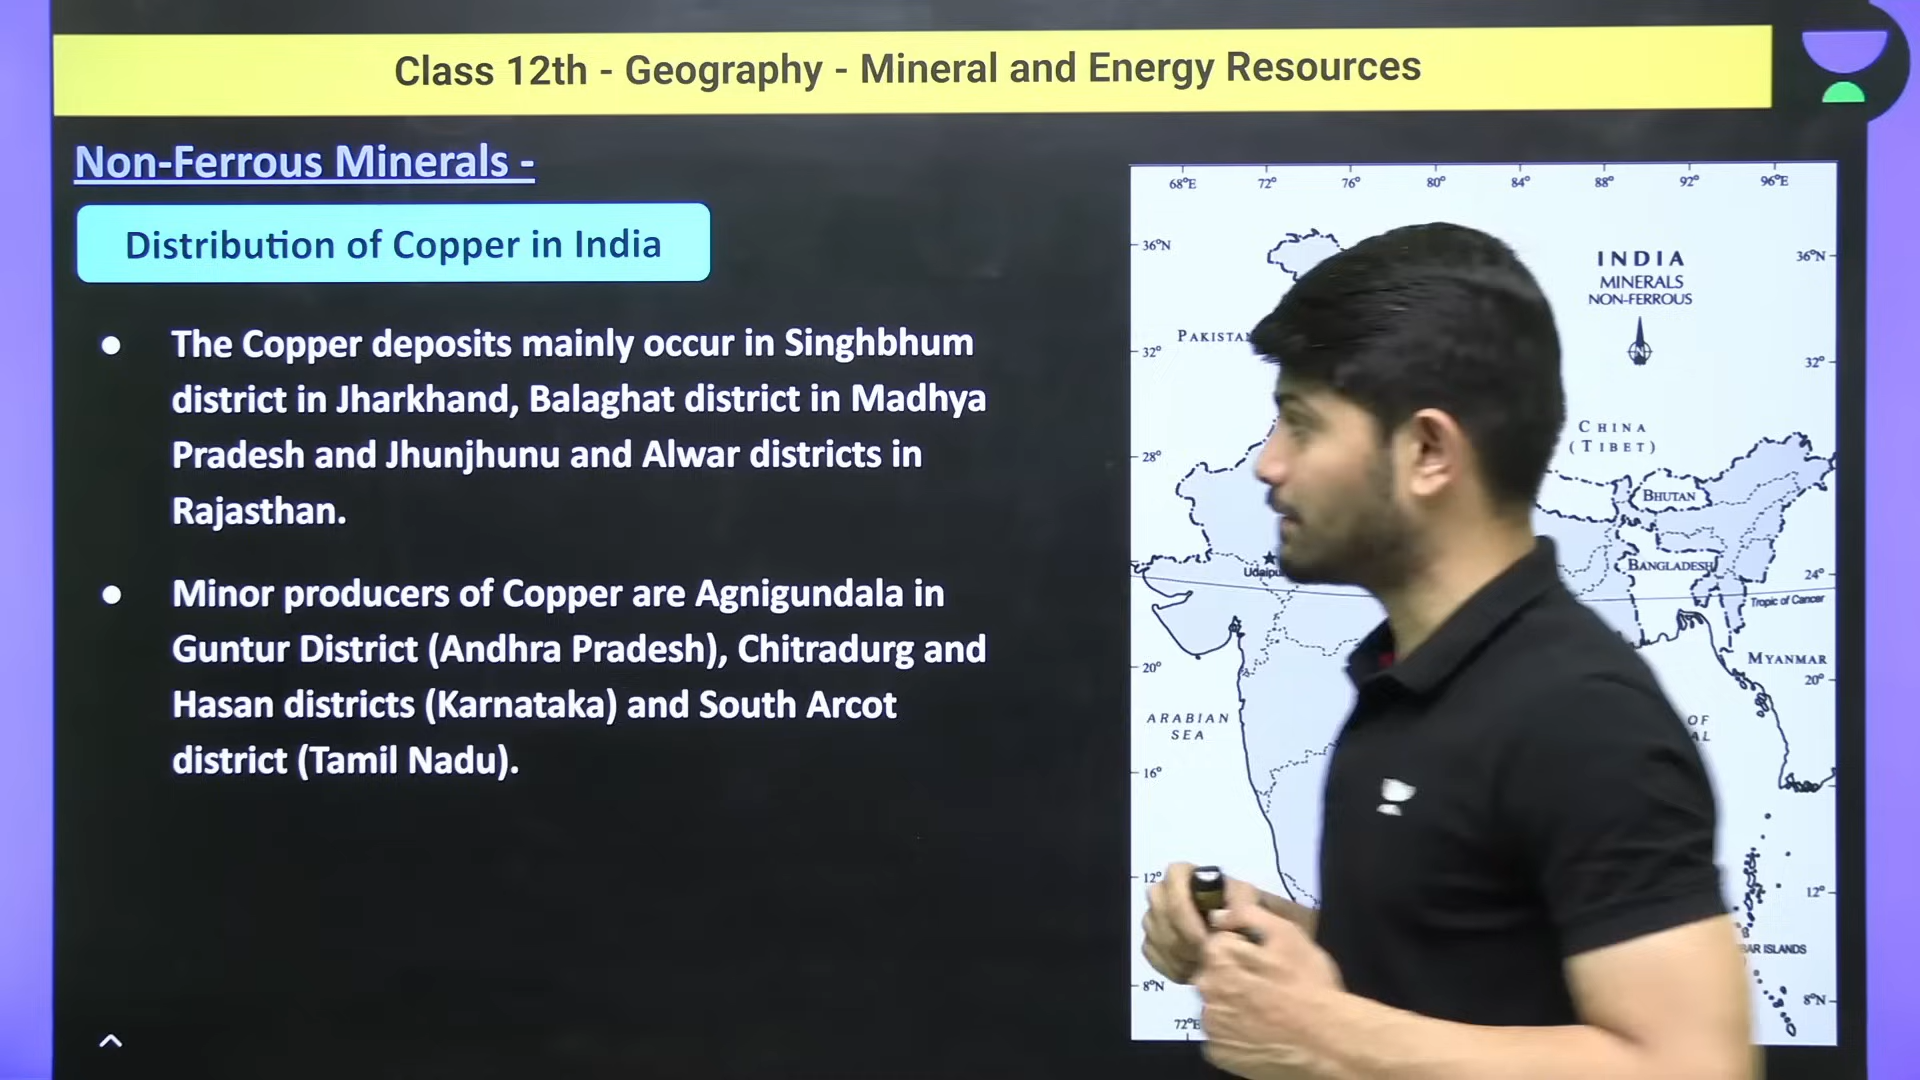 Class 12th - Geography - Mineral and Energy Resources
Non-Ferrous Minerals -
Distribution of Copper in India
● The Copper deposits mainly occur in Singhbhum
district in Jharkhand, Balaghat district in Madhya
Pradesh and Jhunjhunu and Alwar districts in
Rajasthan.
● Minor producers of Copper are Agnigundala in
Guntur District (Andhra Pradesh), Chitradurg and
Hasan districts (Karnataka) and South Arcot
district (Tamil Nadu).
68°E 72° 76° 80° 84° 88° 92° 96°E
36°N 36°N
INDIA
MINERALS
NON-FERROUS
N
32° 32°
CHINA
(TIBET)
28°
BHUTAN
BANGLADESH
24°
Tropic of Cancer
MYANMAR
20° 20°
ARABIAN
SEA
OF
16°
12° 12°
ISLANDS
8°N 8°N
72°E